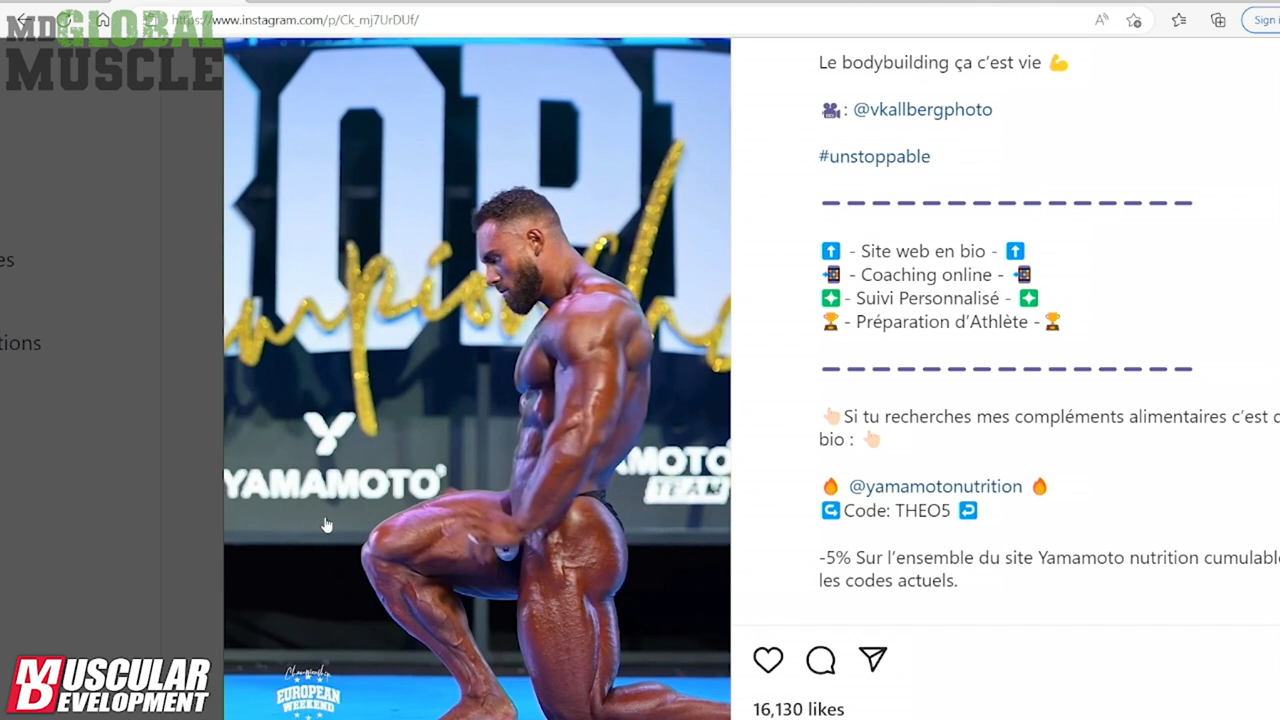 https://www.instagram.com/p/Ck_mj7UrDUf/
Sign i
MD GLOBAL
MUSCLE
es
tions
YAMAMOTO
TEAM
Championship
EUROPEAN
WEEKEND
MUSCULAR
DEVELOPMENT
Le bodybuilding ça c’est vie 💪
🎥: @vkallbergphoto
#unstoppable
— — — — — — — — — — — — — — — —
⬆️ - Site web en bio - ⬆️
📲 - Coaching online - 📲
❇️ - Suivi Personnalisé - ❇️
🏆 - Préparation d’Athlète - 🏆
— — — — — — — — — — — — — — — —
👆🏻Si tu recherches mes compléments alimentaires c’est d
bio : 👆🏻
🔥 @yamamotonutrition 🔥
↪️Code: THEO5 ↩️
-5% Sur l’ensemble du site Yamamoto nutrition cumulabl
les codes actuels.
16,130 likes